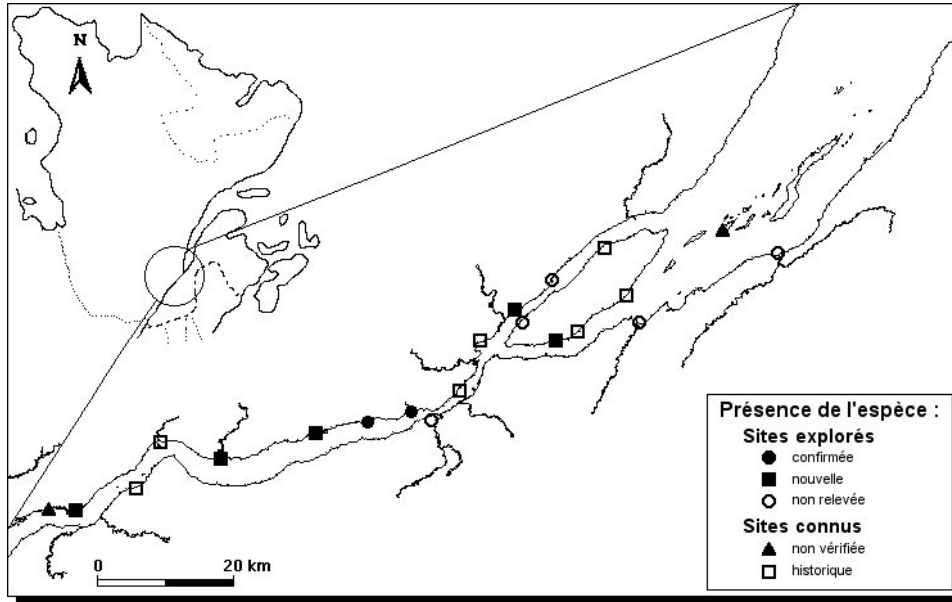 N
Présence de l'espèce :
Sites explorés
confirmée
nouvelle
non relevée
Sites connus
non vérifiée
historique
0 20 km